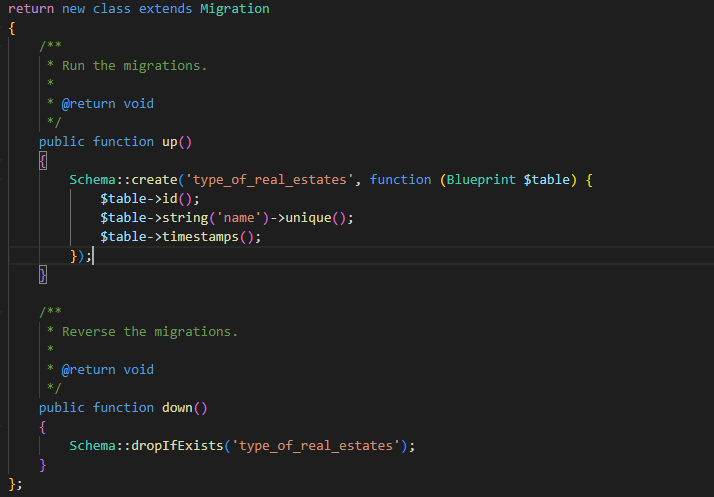 return new class extends Migration
{
    /**
     * Run the migrations.
     *
     * @return void
     */
    public function up()
    {
        Schema::create('type_of_real_estates', function (Blueprint $table) {
            $table->id();
            $table->string('name')->unique();
            $table->timestamps();
        });
    }

    /**
     * Reverse the migrations.
     *
     * @return void
     */
    public function down()
    {
        Schema::dropIfExists('type_of_real_estates');
    }
};